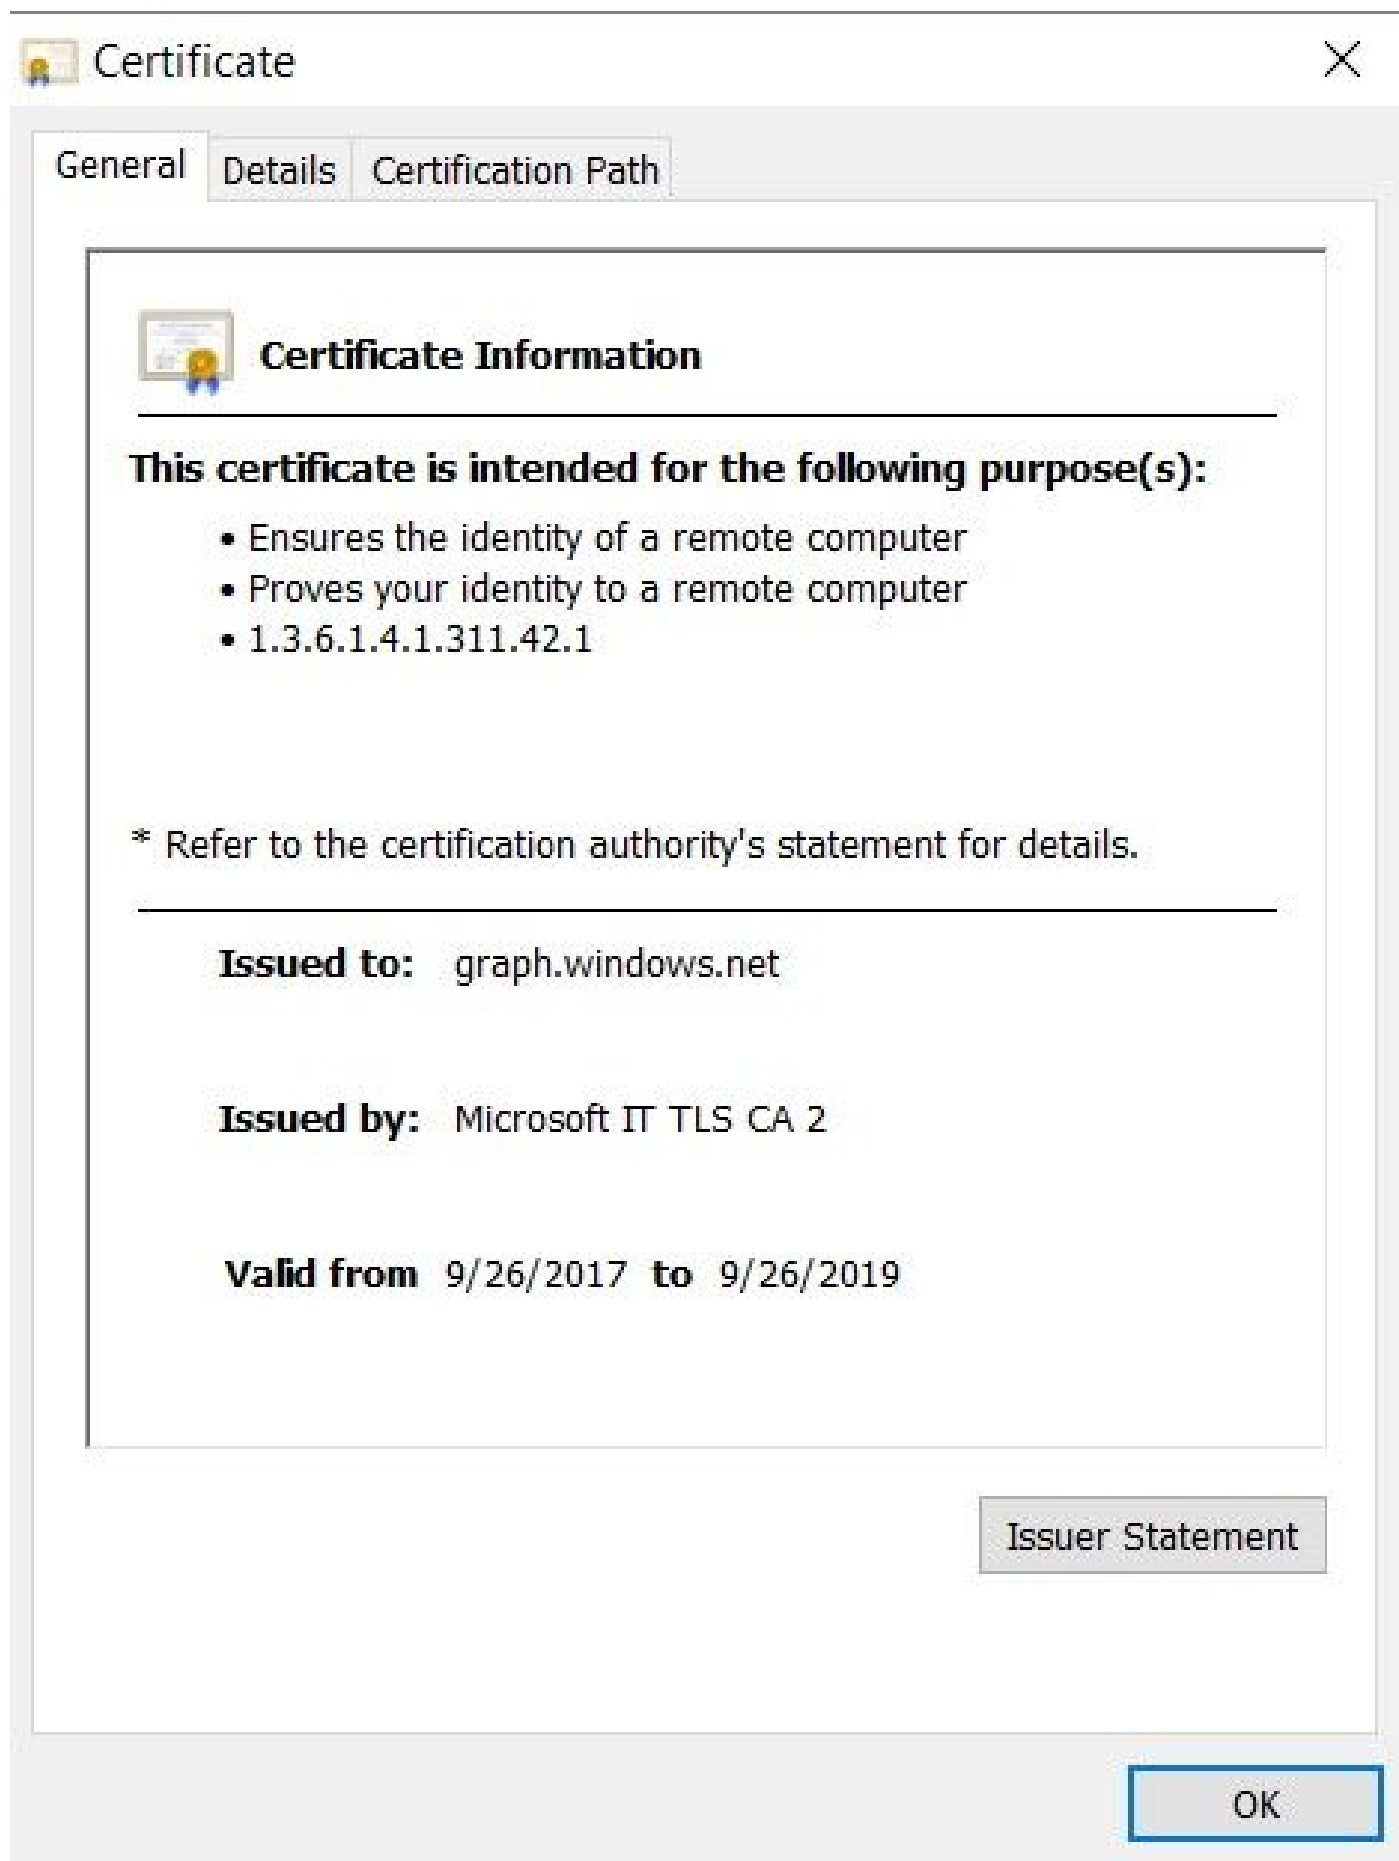 Certificate
General Details Certification Path
Certificate Information
This certificate is intended for the following purpose(s):
• Ensures the identity of a remote computer
• Proves your identity to a remote computer
• 1.3.6.1.4.1.311.42.1
* Refer to the certification authority's statement for details.
Issued to: graph.windows.net
Issued by: Microsoft IT TLS CA 2
Valid from 9/26/2017 to 9/26/2019
Issuer Statement
OK